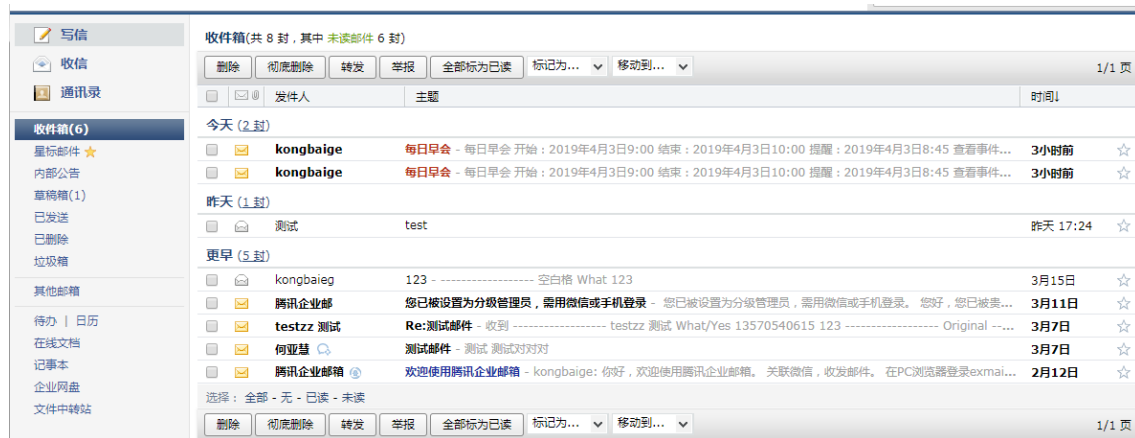 写信
收信
通讯录
收件箱(6)
星标邮件
内部公告
草稿箱(1)
已发送
已删除
垃圾箱
其他邮箱
待办 | 日历
在线文档
记事本
企业网盘
文件中转站
收件箱(共 8 封，其中 未读邮件 6 封)
删除 彻底删除 转发 举报 全部标为已读 标记为... 移动到... 1/1 页
发件人 主题 时间↓
今天 (2 封)
kongbaige 每日早会 - 每日早会 开始：2019年4月3日9:00 结束：2019年4月3日10:00 提醒：2019年4月3日8:45 查看事件... 3小时前
kongbaige 每日早会 - 每日早会 开始：2019年4月3日9:00 结束：2019年4月3日10:00 提醒：2019年4月3日8:45 查看事件... 3小时前
昨天 (1 封)
测试 test 昨天 17:24
更早 (5 封)
kongbaieg 123 - ------------------ 空白格 What 123 3月15日
腾讯企业邮 您已被设置为分级管理员，需用微信或手机登录 - 您已被设置为分级管理员，需用微信或手机登录。 您好，您已被贵... 3月11日
testzz 测试 Re:测试邮件 - 收到 ------------------ testzz 测试 What/Yes 13570540615 123 ------------------ Original --... 3月7日
何亚慧 测试邮件 - 测试 测试对对对 3月7日
腾讯企业邮箱 欢迎使用腾讯企业邮箱 - kongbaige: 你好，欢迎使用腾讯企业邮箱。 关联微信，收发邮件。 在PC浏览器登录exmai... 2月12日
选择： 全部 - 无 - 已读 - 未读
删除 彻底删除 转发 举报 全部标为已读 标记为... 移动到... 1/1 页